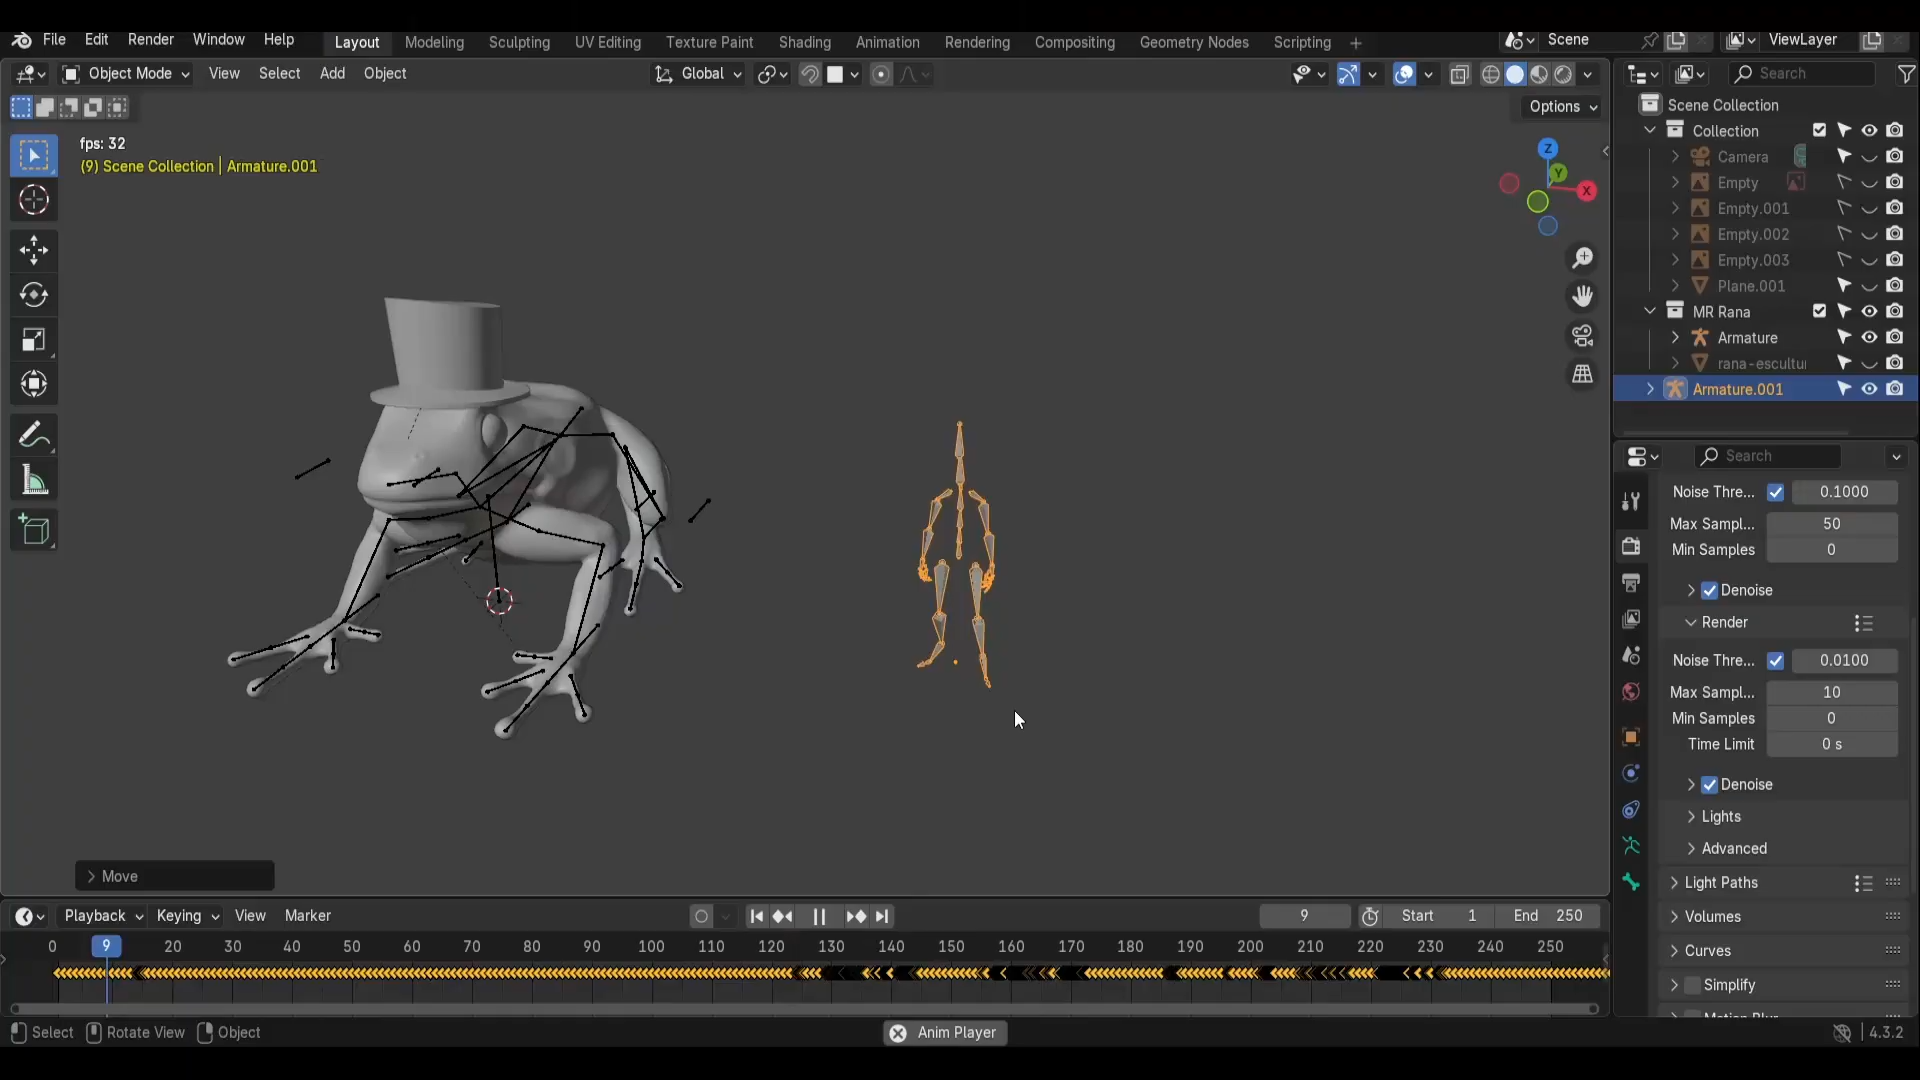 File Edit Render Window Help Layout Modeling Sculpting UV Editing Texture Paint Shading Animation Rendering Compositing Geometry Nodes Scripting + Scene ViewLayer
Object Mode View Select Add Object Global Search
Options
Scene Collection
fps: 32
(9) Scene Collection | Armature.001
Z
Y
X
Collection
Camera
Empty
Empty.001
Empty.002
Empty.003
Plane.001
MR Rana
Armature
rana-escultu
Armature.001
Search
Noise Thre... 0.1000
Max Sampl... 50
Min Samples 0
Denoise
Render
Noise Thre... 0.0100
Max Sampl... 10
Min Samples 0
Time Limit 0 s
Denoise
Lights
Advanced
Light Paths
Volumes
Curves
Simplify
Motion Blur
Move
Playback Keying View Marker 9 Start 1 End 250
0 9 20 30 40 50 60 70 80 90 100 110 120 130 140 150 160 170 180 190 200 210 220 230 240 250
Select Rotate View Object Anim Player 4.3.2